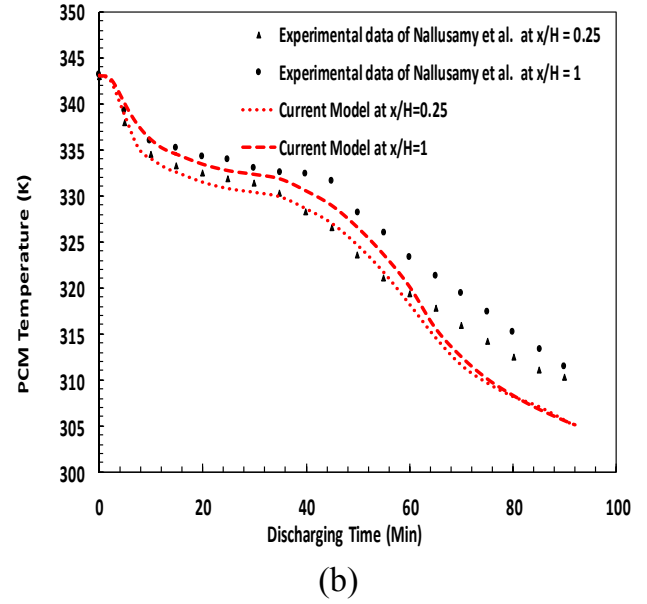 350
345
340
335
330
325
320
315
310
305
300
PCM Temperature (K)
Experimental data of Nallusamy et al. at x/H = 0.25
Experimental data of Nallusamy et al. at x/H = 1
Current Model at x/H=0.25
Current Model at x/H=1
0 20 40 60 80 100
Discharging Time (Min)
(b)